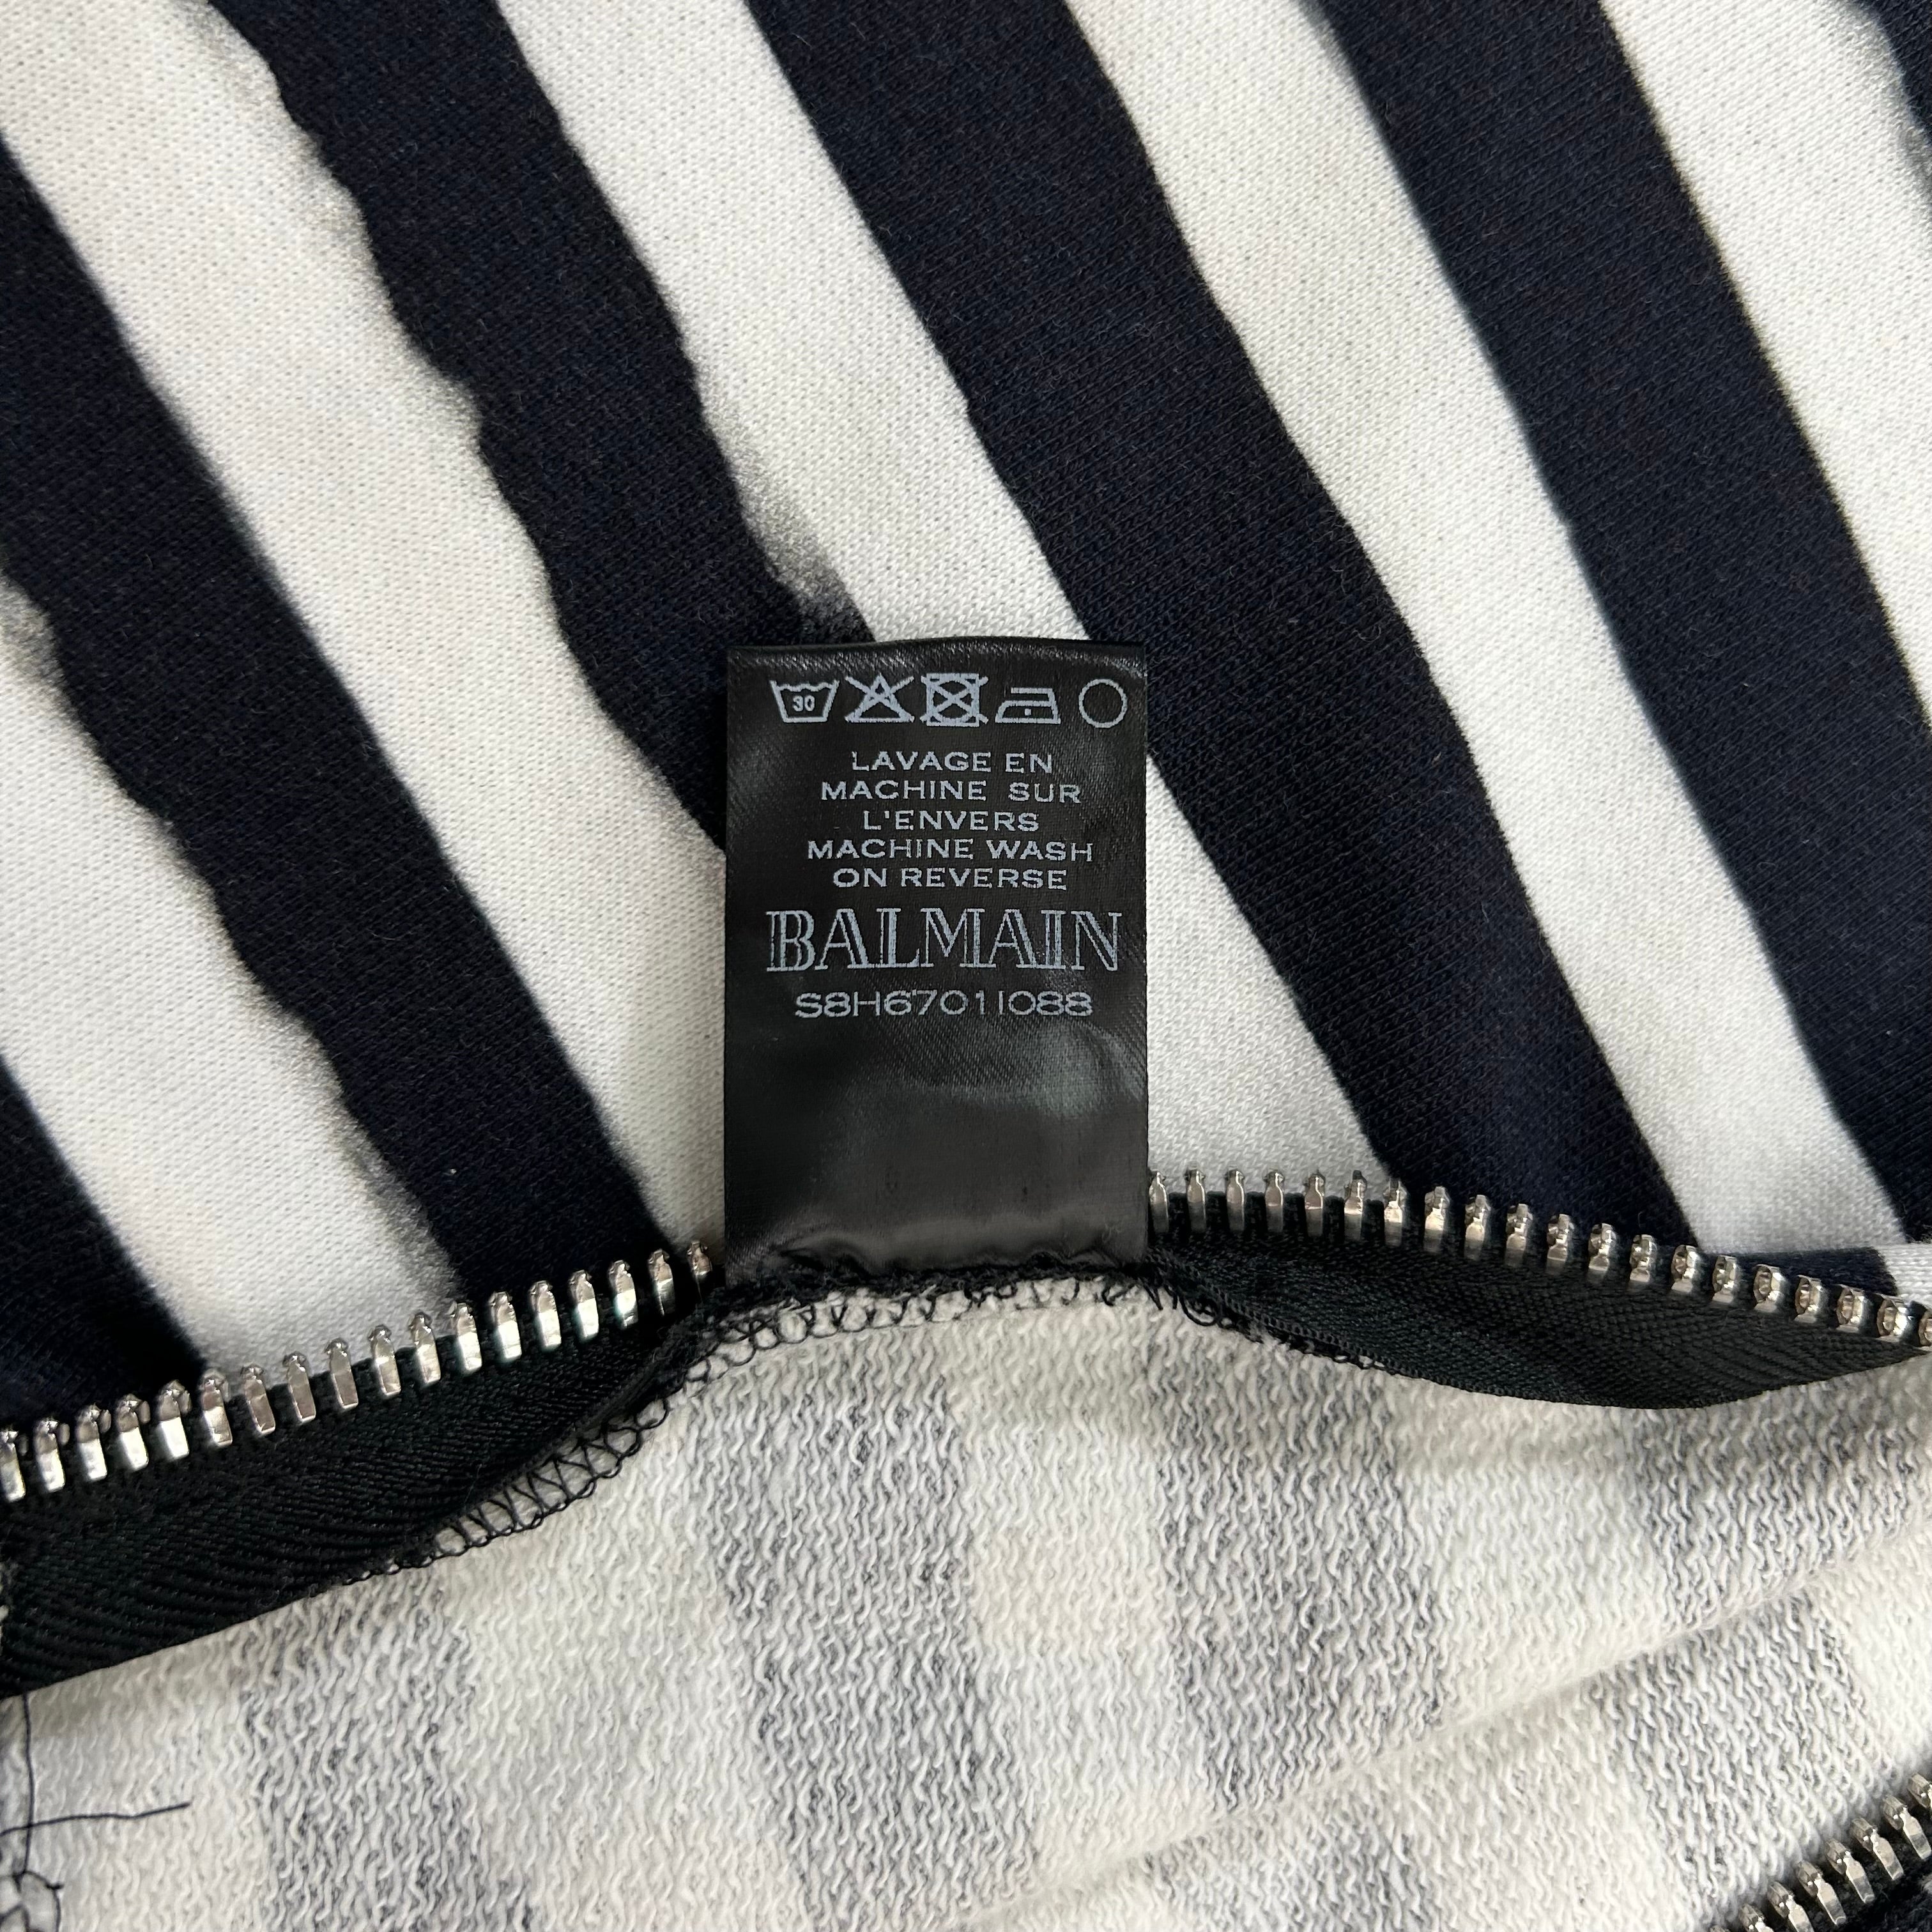 30
LAVAGE EN
MACHINE SUR
L'ENVERS
MACHINE WASH
ON REVERSE
BALMAIN
S8H6701I088